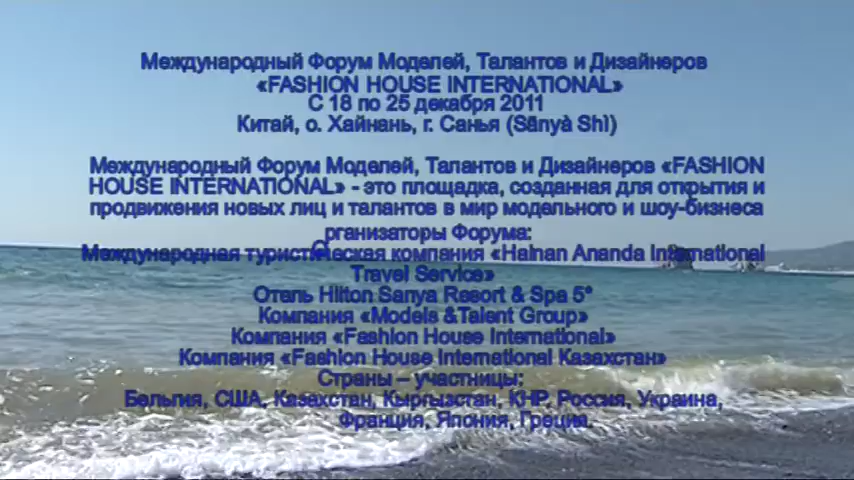 Международный Форум Моделей, Талантов и Дизайнеров
«FASHION HOUSE INTERNATIONAL»
С 18 по 25 декабря 2011
Китай, о. Хайнань, г. Санья (Sānyà Shì)
Международный Форум Моделей, Талантов и Дизайнеров «FASHION
HOUSE INTERNATIONAL» - это площадка, созданная для открытия и
продвижения новых лиц и талантов в мир модельного и шоу-бизнеса
Организаторы Форума:
Международная туристическая компания «Hainan Ananda International
Travel Service»
Отель Hilton Sanya Resort & Spa 5*
Компания «Models &Talent Group»
Компания «Fashion House International»
Компания «Fashion House International Казахстан»
Страны – участницы:
Бельгия, США, Казахстан, Кыргызстан, КНР, Россия, Украина,
Франция, Япония, Греция.